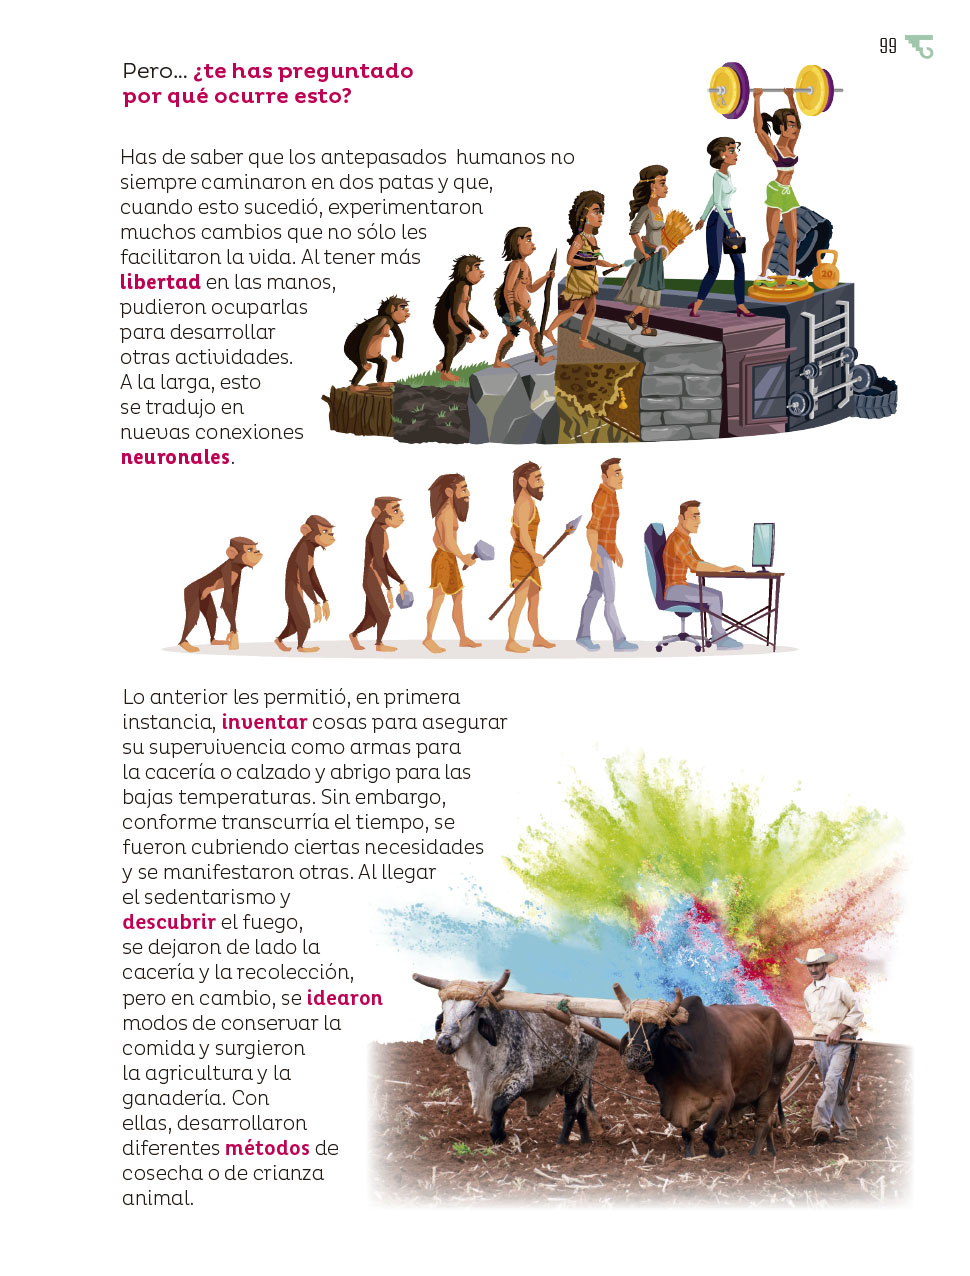 99
Pero... ¿te has preguntado
por qué ocurre esto?
Has de saber que los antepasados humanos no
siempre caminaron en dos patas y que,
cuando esto sucedió, experimentaron
muchos cambios que no sólo les
facilitaron la vida. Al tener más
libertad en las manos,
pudieron ocuparlas
para desarrollar
otras actividades.
A la larga, esto
se tradujo en
nuevas conexiones
neuronales.
20
Lo anterior les permitió, en primera
instancia, inventar cosas para asegurar
su supervivencia como armas para
la cacería o calzado y abrigo para las
bajas temperaturas. Sin embargo,
conforme transcurría el tiempo, se
fueron cubriendo ciertas necesidades
y se manifestaron otras. Al llegar
el sedentarismo y
descubrir el fuego,
se dejaron de lado la
cacería y la recolección,
pero en cambio, se idearon
modos de conservar la
comida y surgieron
la agricultura y la
ganadería. Con
ellas, desarrollaron
diferentes métodos de
cosecha o de crianza
animal.